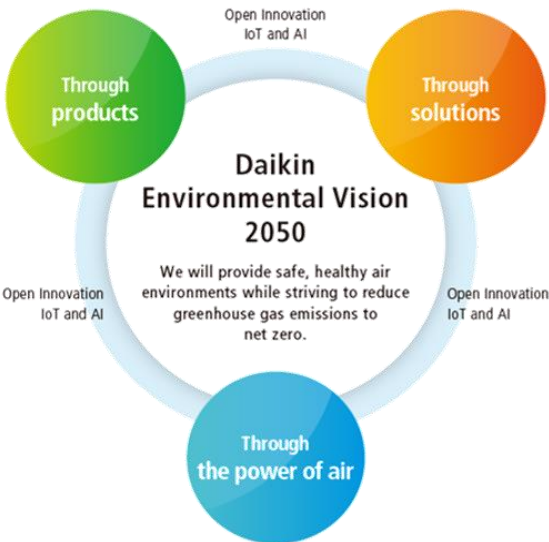 Open Innovation
IoT and AI
Through
products
Through
solutions
Daikin
Environmental Vision
2050
We will provide safe, healthy air
environments while striving to reduce
greenhouse gas emissions to
net zero.
Open Innovation
IoT and AI
Open Innovation
IoT and AI
Through
the power of air